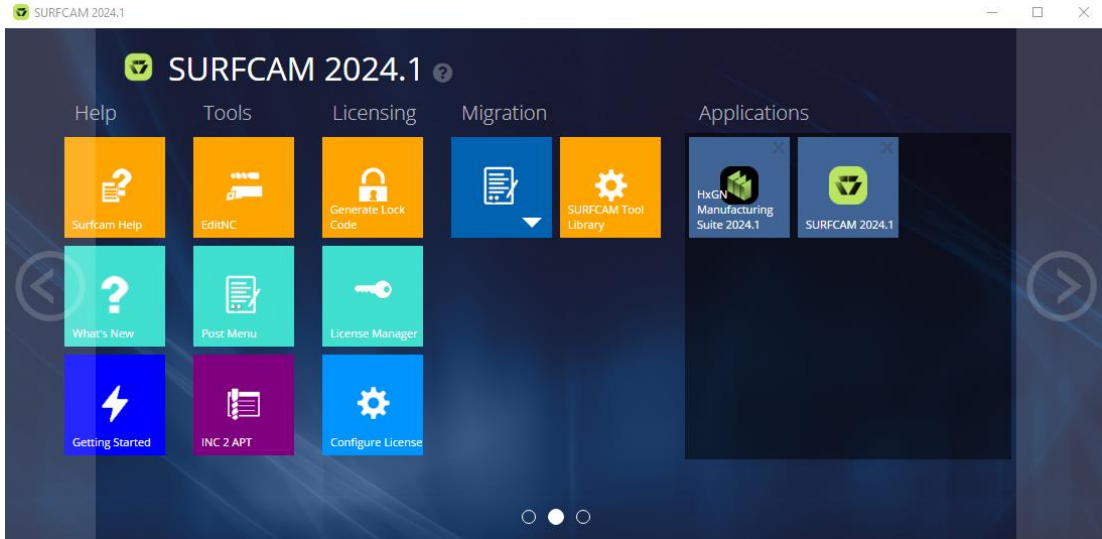 SURFCAM 2024.1
SURFCAM 2024.1 ?
Help
Tools
Licensing
Migration
Applications
Surfcam Help
EditNC
Generate Lock
Code
SURFCAM Tool
Library
HxGN
Manufacturing
Suite 2024.1
SURFCAM 2024.1
What's New
Post Menu
License Manager
Getting Started
INC 2 APT
Configure License